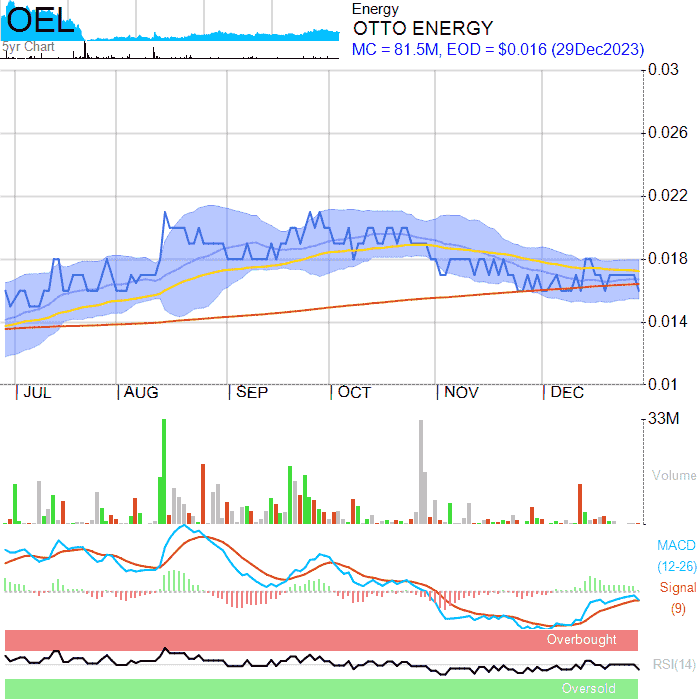 OEL
5yr Chart
Energy
OTTO ENERGY
MC = 81.5M, EOD = $0.016 (29Dec2023)
0.03
0.026
0.022
0.018
0.014
0.01
JUL AUG SEP OCT NOV DEC
33M
Volume
MACD
(12-26)
Signal
(9)
Overbought
RSI(14)
Oversold